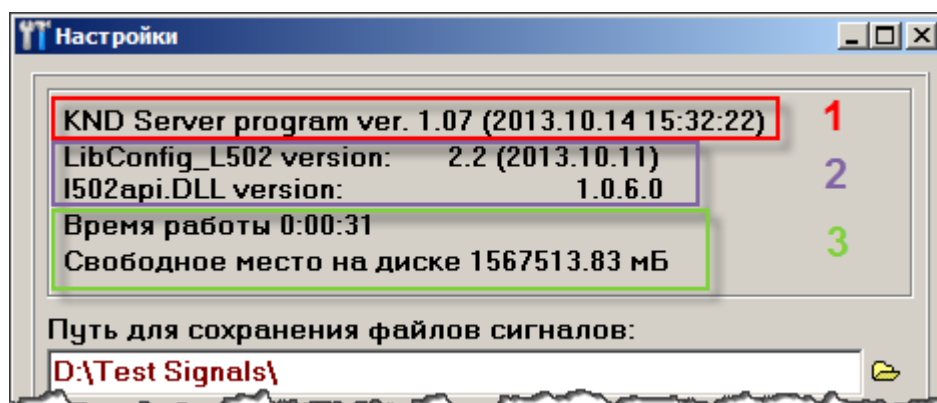 Настройки
KND Server program ver. 1.07 (2013.10.14 15:32:22) 1
LibConfig_L502 version: 2.2 (2013.10.11)
l502api.DLL version: 1.0.6.0
2
Время работы 0:00:31
Свободное место на диске 1567513.83 мБ
3
Путь для сохранения файлов сигналов:
D:\Test Signals\